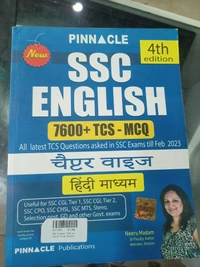 PINNACLE
New
4th
edition
SSC
ENGLISH
7600+ TCS - MCQ
All latest TCS Questions asked in SSC Exams till Feb 2023
चैप्टर वाइज
हिंदी माध्यम
Useful for SSC CGL Tier 1, SSC CGL Tier 2,
SSC CPO, SSC CHSL, SSC MTS, Steno,
Selection post, GD and other Govt. exams
Neeru Madam
PINNACLE Publications